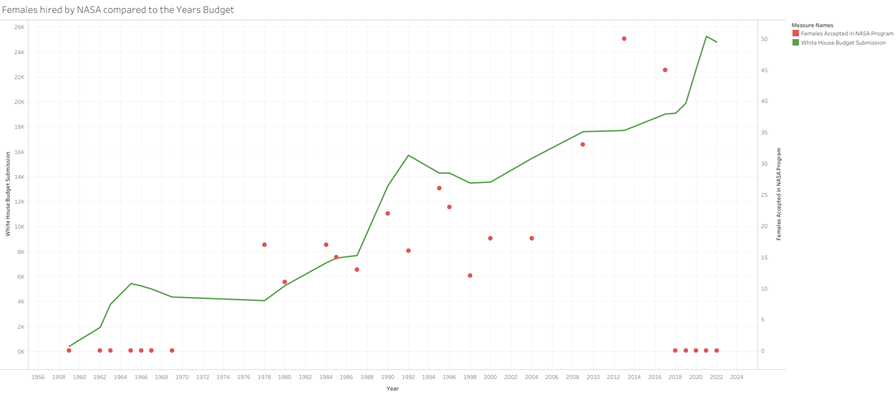 Females hired by NASA compared to the Years Budget
Measure Names
Females Accepted in NASA Program
White House Budget Submission
26K
24K
22K
20K
18K
16K
14K
12K
10K
8K
6K
4K
2K
0K
White House Budget Submission
50
45
40
35
30
25
20
15
10
5
0
Females Accepted in NASA Program
1956 1958 1960 1962 1964 1966 1968 1970 1972 1974 1976 1978 1980 1982 1984 1986 1988 1990 1992 1994 1996 1998 2000 2002 2004 2006 2008 2010 2012 2014 2016 2018 2020 2022 2024
Year